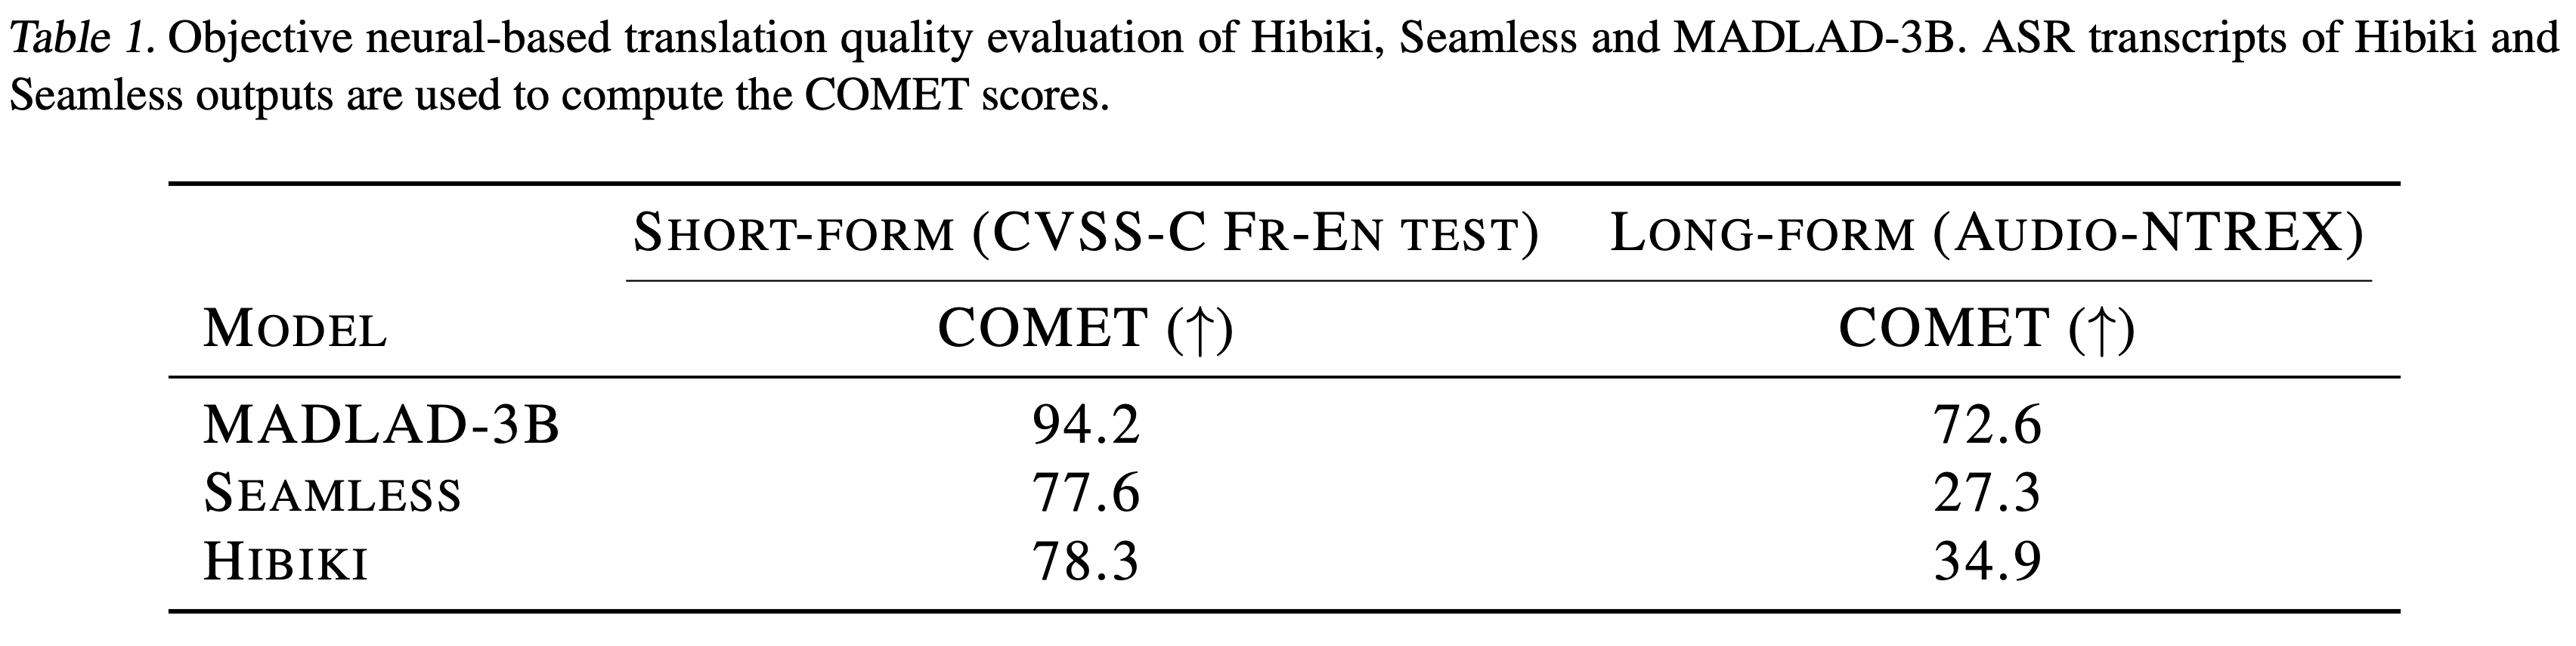 Table 1. Objective neural-based translation quality evaluation of Hibiki, Seamless and MADLAD-3B. ASR transcripts of Hibiki and
Seamless outputs are used to compute the COMET scores.
SHORT-FORM (CVSS-C FR-EN TEST) LONG-FORM (AUDIO-NTREX)
MODEL COMET (↑) COMET (↑)
MADLAD-3B 94.2 72.6
SEAMLESS 77.6 27.3
HIBIKI 78.3 34.9